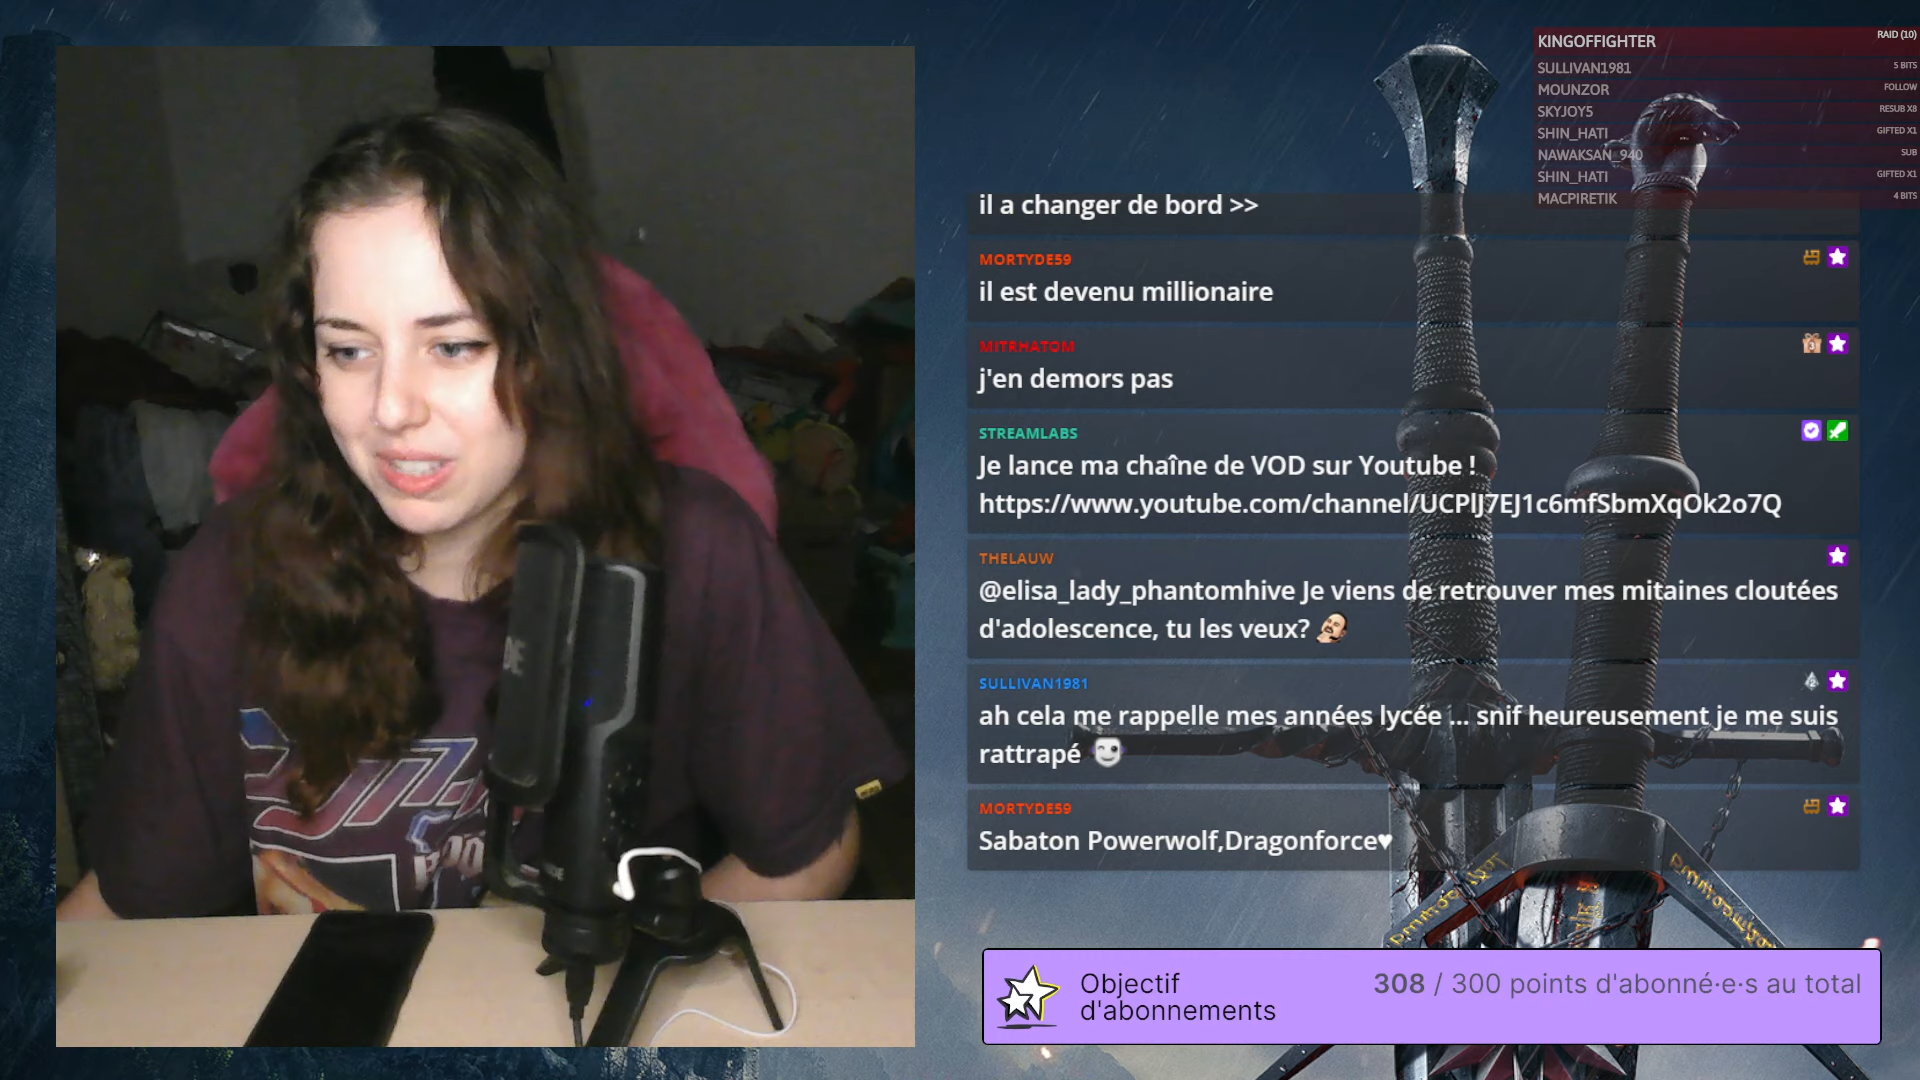 KINGOFFIGHTER RAID (10)
SULLIVAN1981 5 BITS
MOUNZOR FOLLOW
SKYJOY5 RESUB X8
SHIN_HATI GIFTED X1
NAWAKSAN_940 SUB
SHIN_HATI GIFTED X1
MACPIRETIK 4 BITS
il a changer de bord >>
MORTYDE59
il est devenu millionaire
MITRHATOM
j'en demors pas
STREAMLABS
Je lance ma chaîne de VOD sur Youtube !
https://www.youtube.com/channel/UCPlJ7EJ1c6mfSbmXqOk2o7Q
THELAUW
@elisa_lady_phantomhive Je viens de retrouver mes mitaines cloutées
d'adolescence, tu les veux?
SULLIVAN1981
ah cela me rappelle mes années lycée ... snif heureusement je me suis
rattrapé
MORTYDE59
Sabaton Powerwolf,Dragonforce♥
Objectif
d'abonnements
308 / 300 points d'abonné·e·s au total